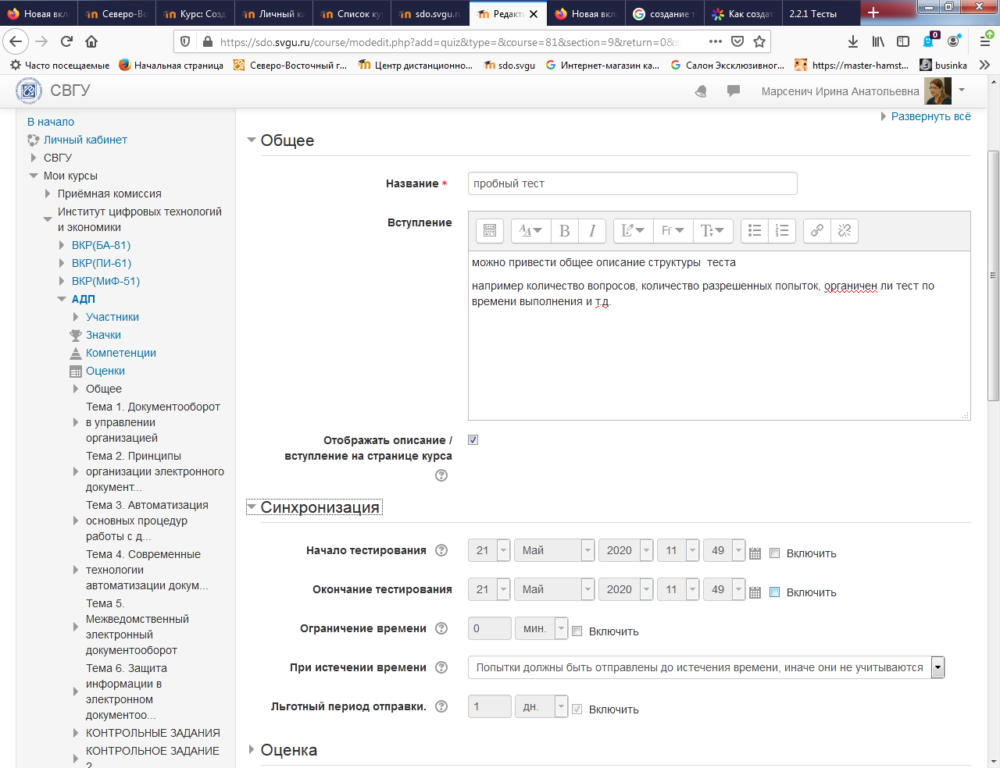 Новая вкл
Северо-Во
Курс: Созд
Личный ка
Список ку
sdo.svgu.ru
Редакти
Новая вкл
создание т
Как создат
2.2.1 Тесты
https://sdo.svgu.ru/course/modedit.php?add=quiz&type=&course=81&section=9&return=0&s
0
Часто посещаемые
Начальная страница
Северо-Восточный г...
Центр дистанционно...
sdo.svgu
Интернет-магазин ка...
Салон Эксклюзивног...
https://master-hamst...
businka
СВГУ
Марсенич Ирина Анатольевна
В начало
Личный кабинет
СВГУ
Мои курсы
Приёмная комиссия
Институт цифровых технологий
и экономики
ВКР(БА-81)
ВКР(ПИ-61)
ВКР(МиФ-51)
АДП
Участники
Значки
Компетенции
Оценки
Общее
Тема 1. Документооборот
в управлении
организацией
Тема 2. Принципы
организации электронного
документ...
Тема 3. Автоматизация
основных процедур
работы с д...
Тема 4. Современные
технологии
автоматизации докум...
Тема 5.
Межведомственный
электронный
документооборот
Тема 6. Защита
информации в
электронном
документоо...
КОНТРОЛЬНЫЕ ЗАДАНИЯ
КОНТРОЛЬНОЕ ЗАДАНИЕ
2
Развернуть всё
Общее
Название *
пробный тест
Вступление
можно привести общее описание структуры  теста
например количество вопросов, количество разрешенных попыток, органичен ли тест по
времени выполнения и т.д.
Отображать описание /
вступление на странице курса
Синхронизация
Начало тестирования 21 Май 2020 11 49 Включить
Окончание тестирования 21 Май 2020 11 49 Включить
Ограничение времени 0 мин. Включить
При истечении времени Попытки должны быть отправлены до истечения времени, иначе они не учитываются
Льготный период отправки. 1 дн. Включить
Оценка